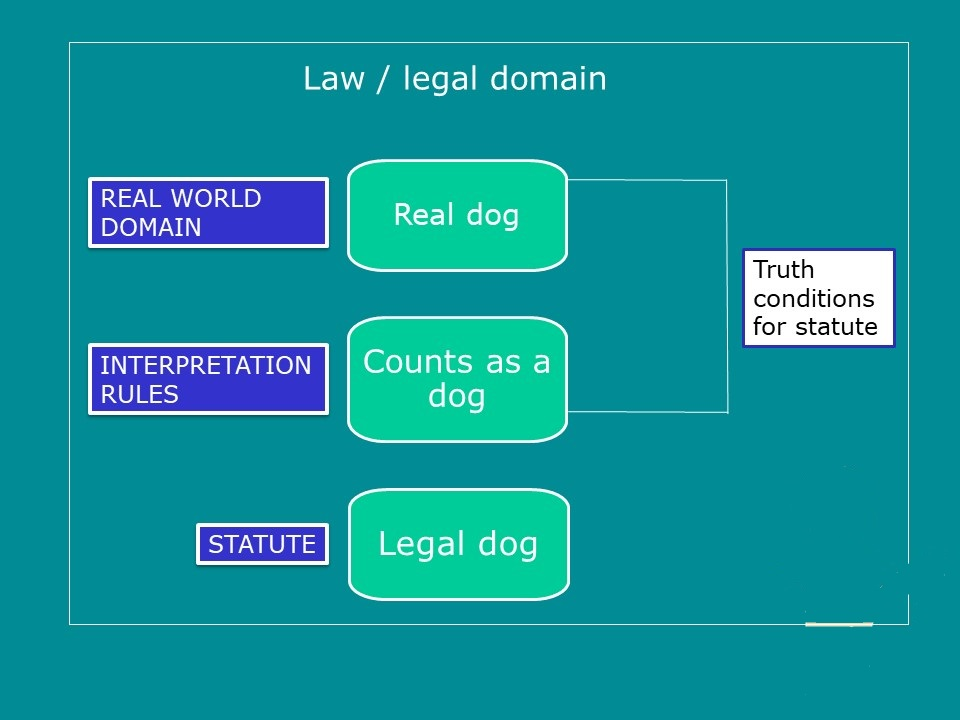 Law / legal domain
REAL WORLD
DOMAIN
Real dog
Truth
conditions
for statute
INTERPRETATION
RULES
Counts as a
dog
STATUTE
Legal dog